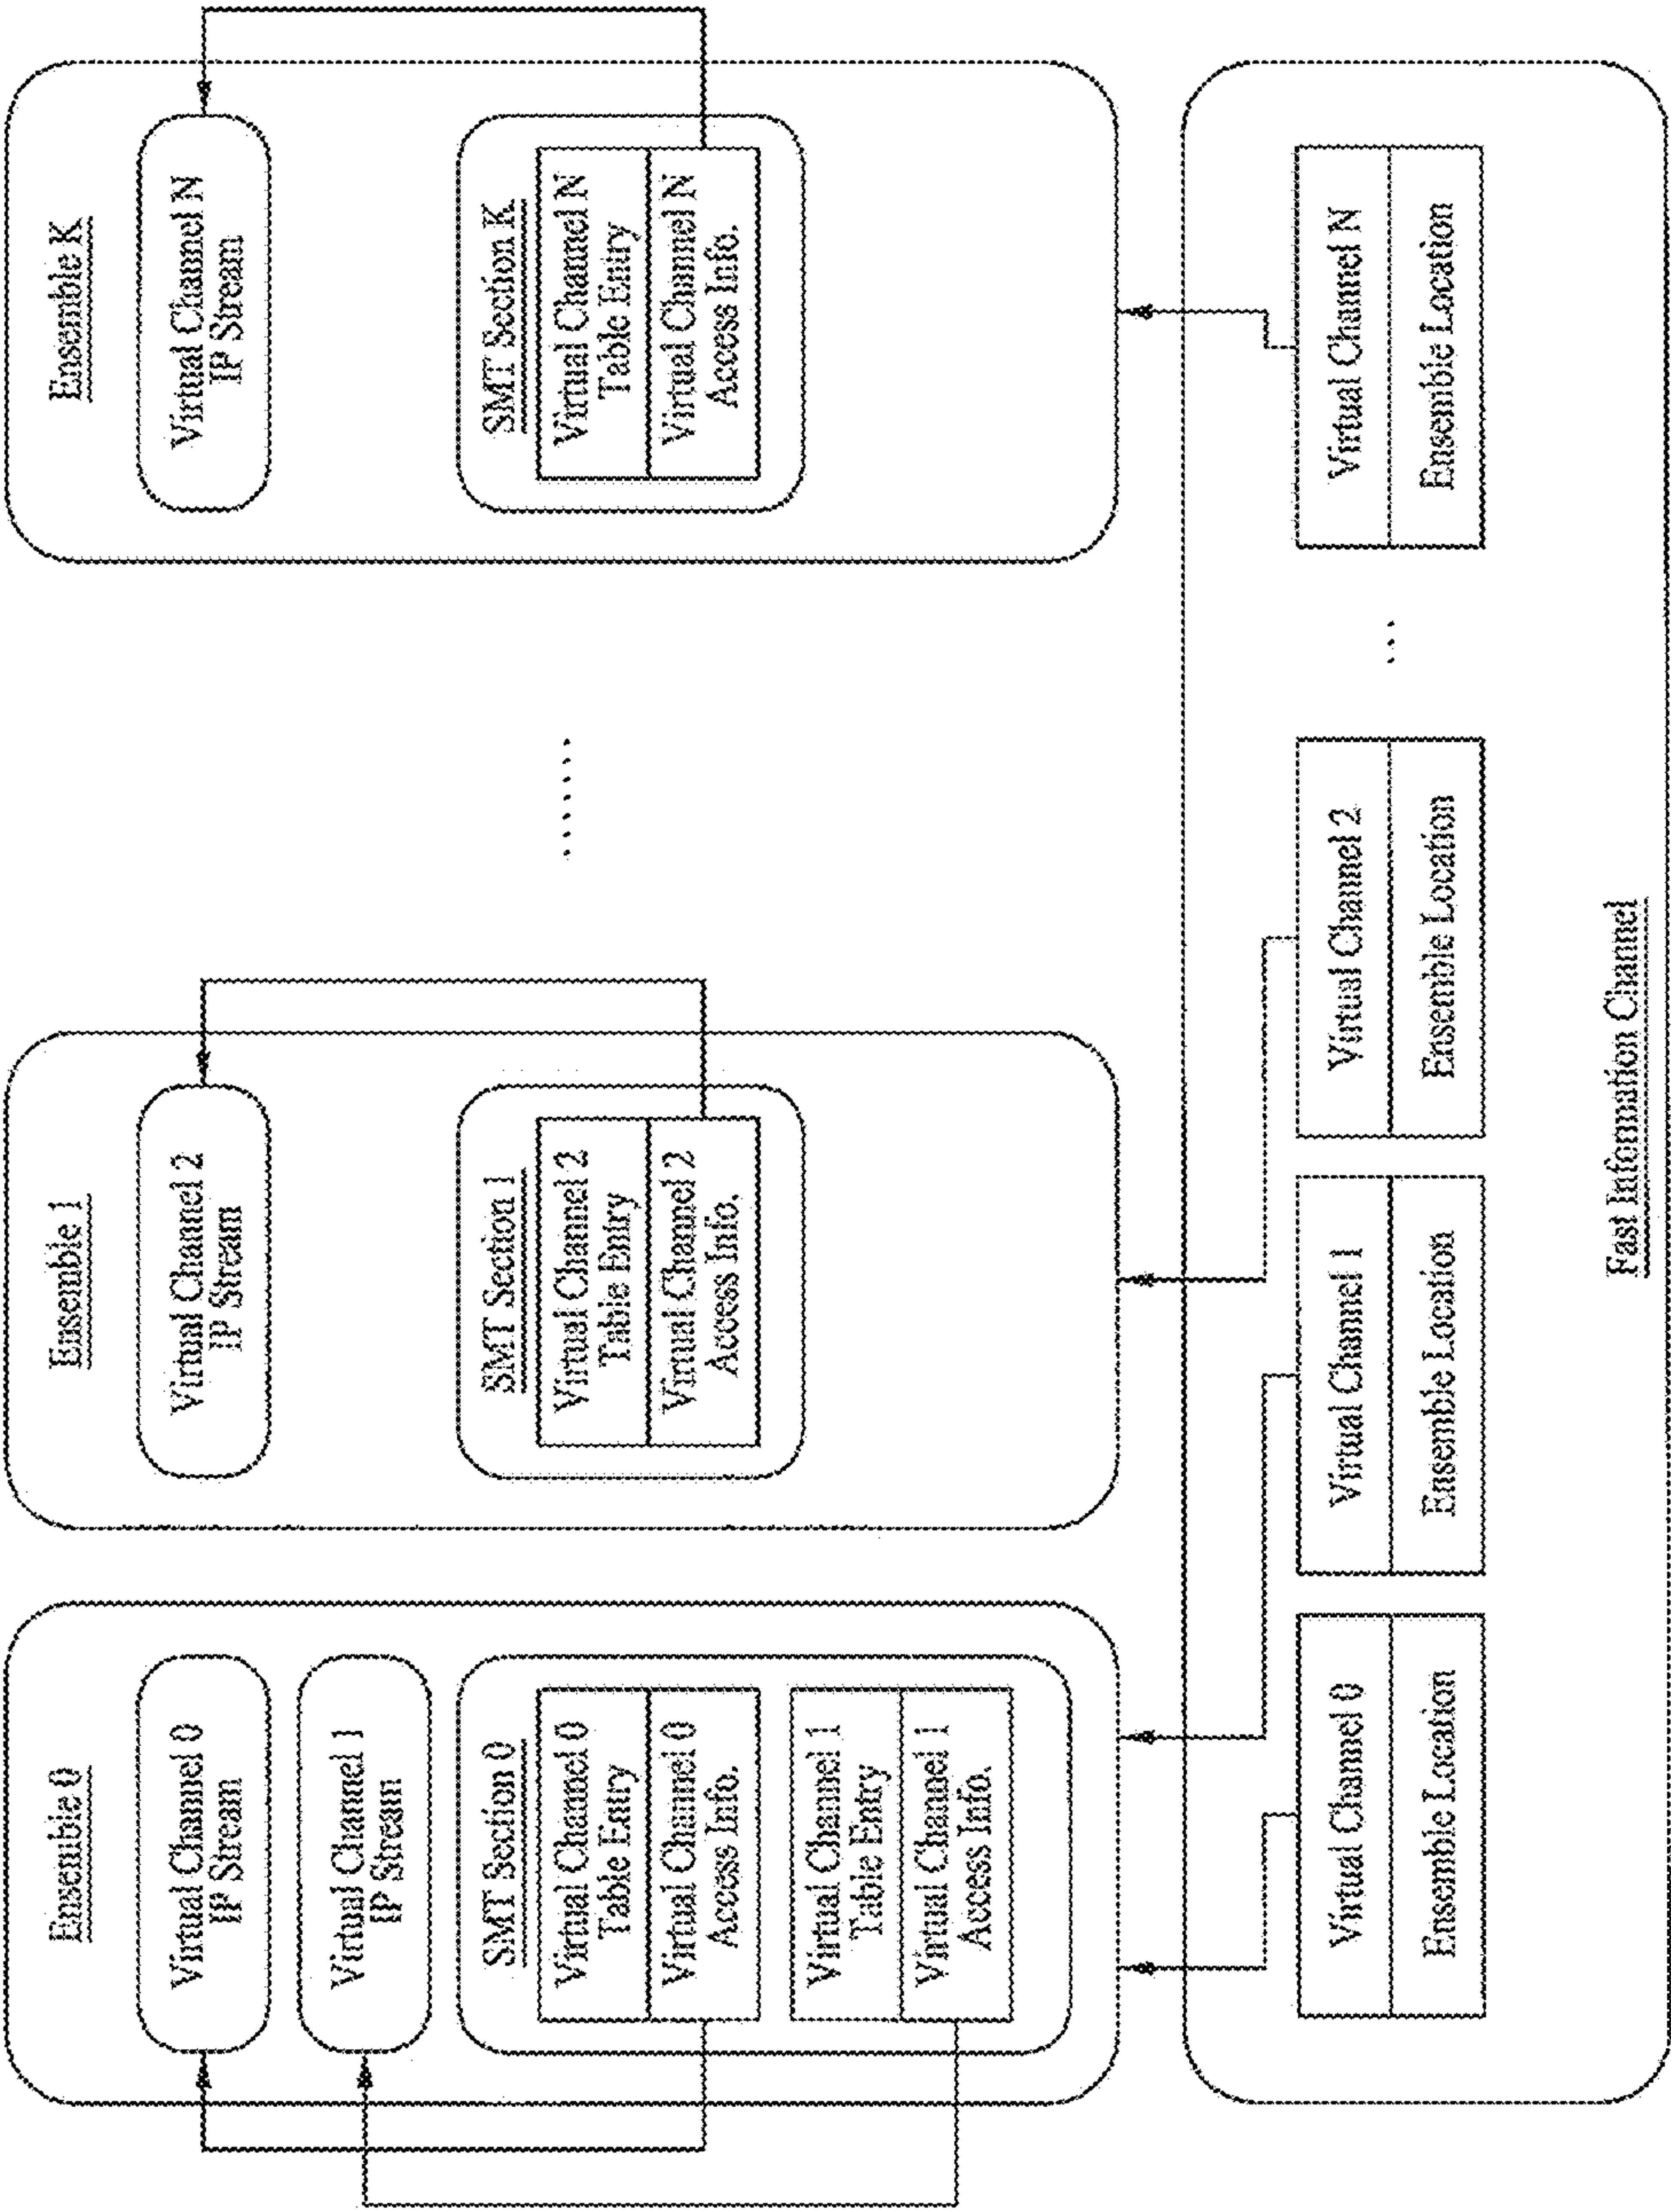 Ensemble 0
Virtual Channel 0
IP Stream
Virtual Channel 1
IP Stream
SMT Section 0
Virtual Channel 0
Table Entry
Virtual Channel 0
Access Info.
Virtual Channel 1
Table Entry
Virtual Channel 1
Access Info.
Ensemble 1
Virtual Channel 2
IP Stream
SMT Section 1
Virtual Channel 2
Table Entry
Virtual Channel 2
Access Info.
......
Ensemble K
Virtual Channel N
IP Stream
SMT Section K
Virtual Channel N
Table Entry
Virtual Channel N
Access Info.
Virtual Channel 0
Ensemble Location
Virtual Channel 1
Ensemble Location
Virtual Channel 2
Ensemble Location
...
Virtual Channel N
Ensemble Location
Fast Information Channel